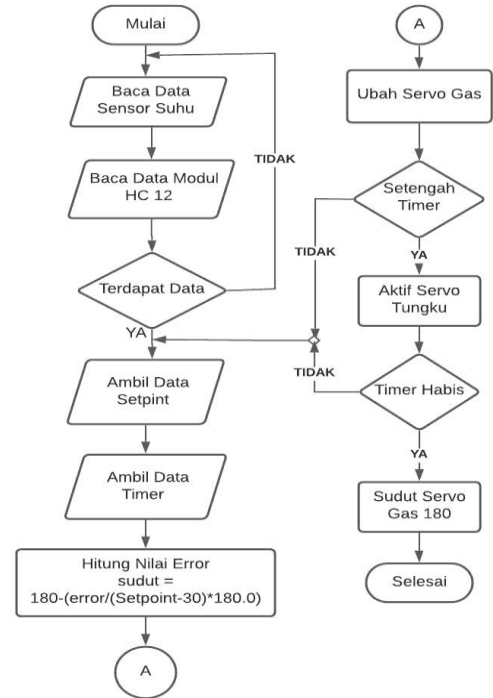 Mulai
Baca Data
Sensor Suhu
TIDAK
Baca Data Modul
HC 12
Terdapat Data
YA
Ambil Data
Setpint
Ambil Data
Timer
Hitung Nilai Error
sudut =
180-(error/(Setpoint-30)*180.0)
A
A
Ubah Servo Gas
Setengah
Timer
TIDAK
YA
Aktif Servo
Tungku
TIDAK
Timer Habis
YA
Sudut Servo
Gas 180
Selesai